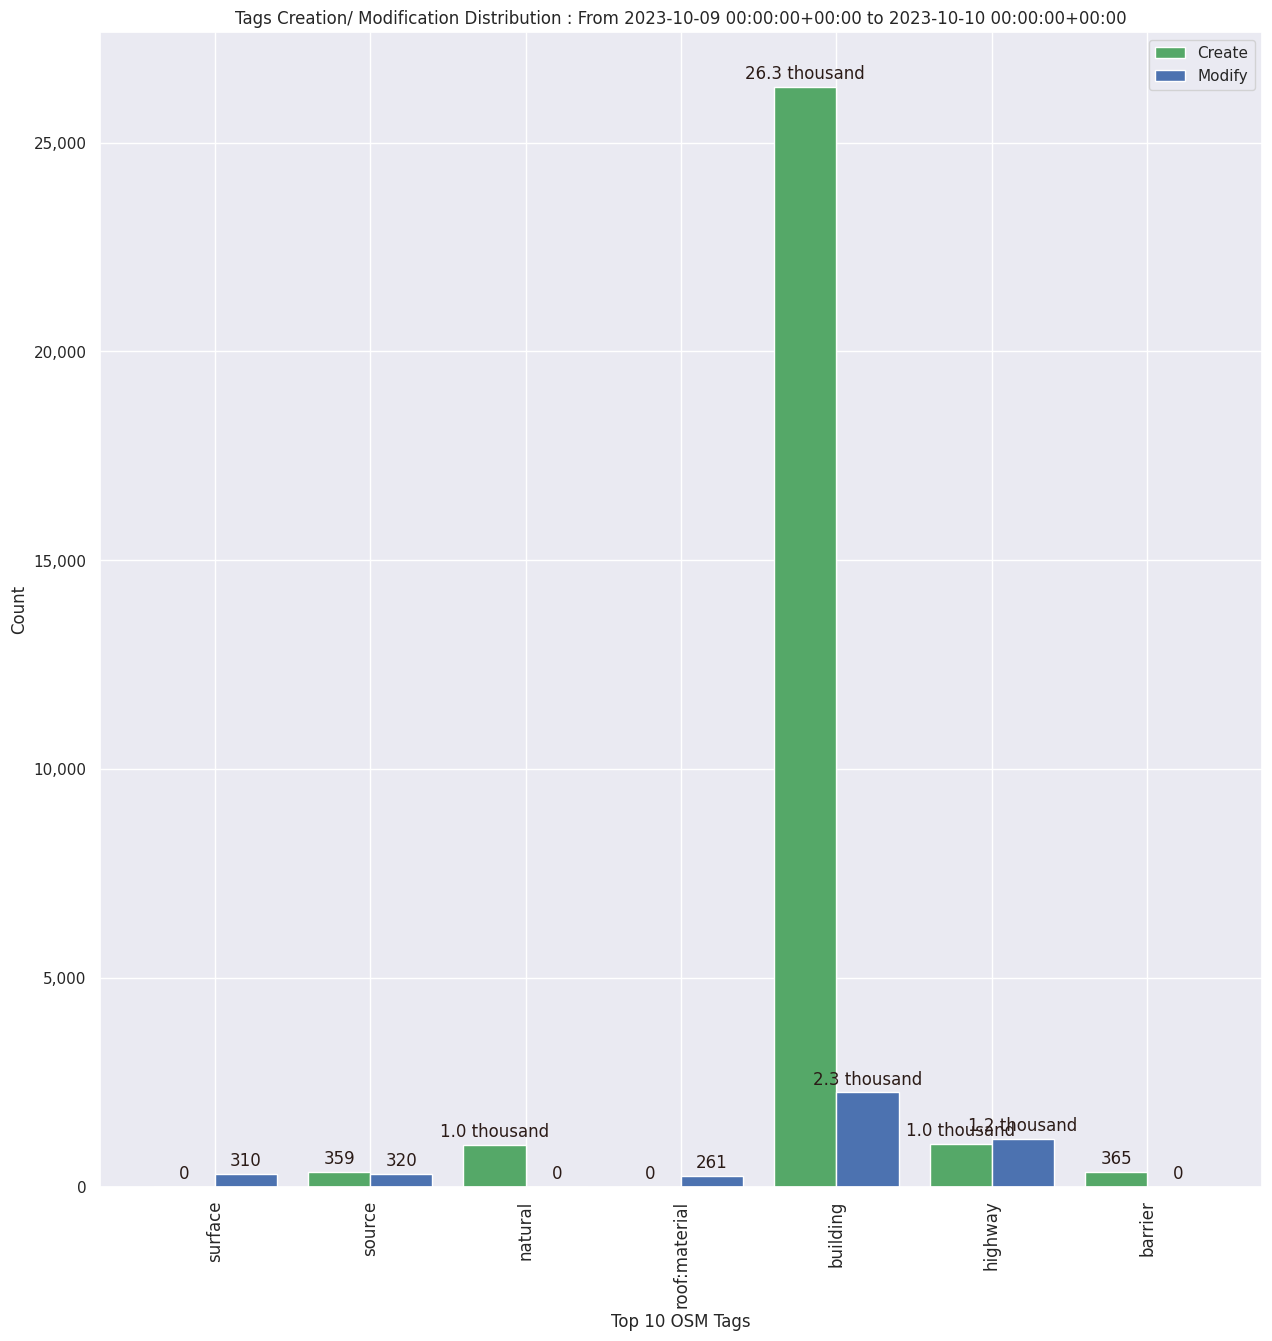 Tags Creation/ Modification Distribution : From 2023-10-09 00:00:00+00:00 to 2023-10-10 00:00:00+00:00
Create
Modify
26.3 thousand
25,000
20,000
15,000
10,000
5,000
0
Count
2.3 thousand
1.0 thousand
1.0 thousand
1.2 thousand
0
310
359
320
0
0
261
365
0
surface
source
natural
roof:material
building
highway
barrier
Top 10 OSM Tags